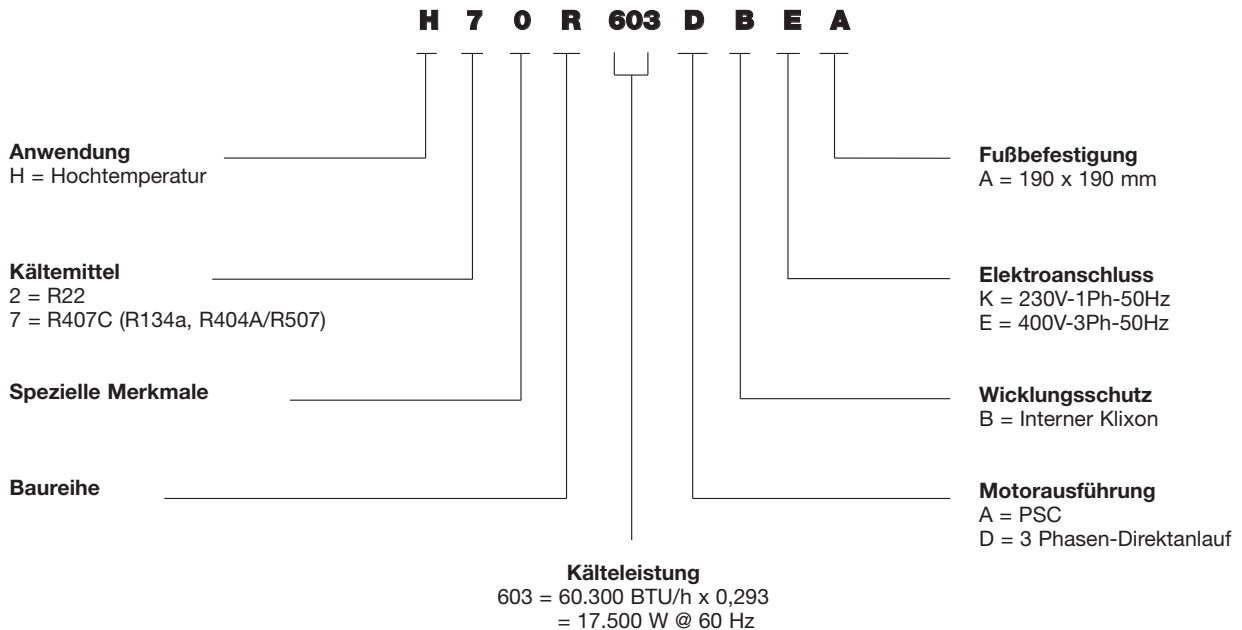 H 7 0 R 603 D B E A
Anwendung
H = Hochtemperatur
Kältemittel
2 = R22
7 = R407C (R134a, R404A/R507)
Spezielle Merkmale
Baureihe
Kälteleistung
603 = 60.300 BTU/h x 0,293
= 17.500 W @ 60 Hz
Fußbefestigung
A = 190 x 190 mm
Elektroanschluss
K = 230V-1Ph-50Hz
E = 400V-3Ph-50Hz
Wicklungsschutz
B = Interner Klixon
Motorausführung
A = PSC
D = 3 Phasen-Direktanlauf